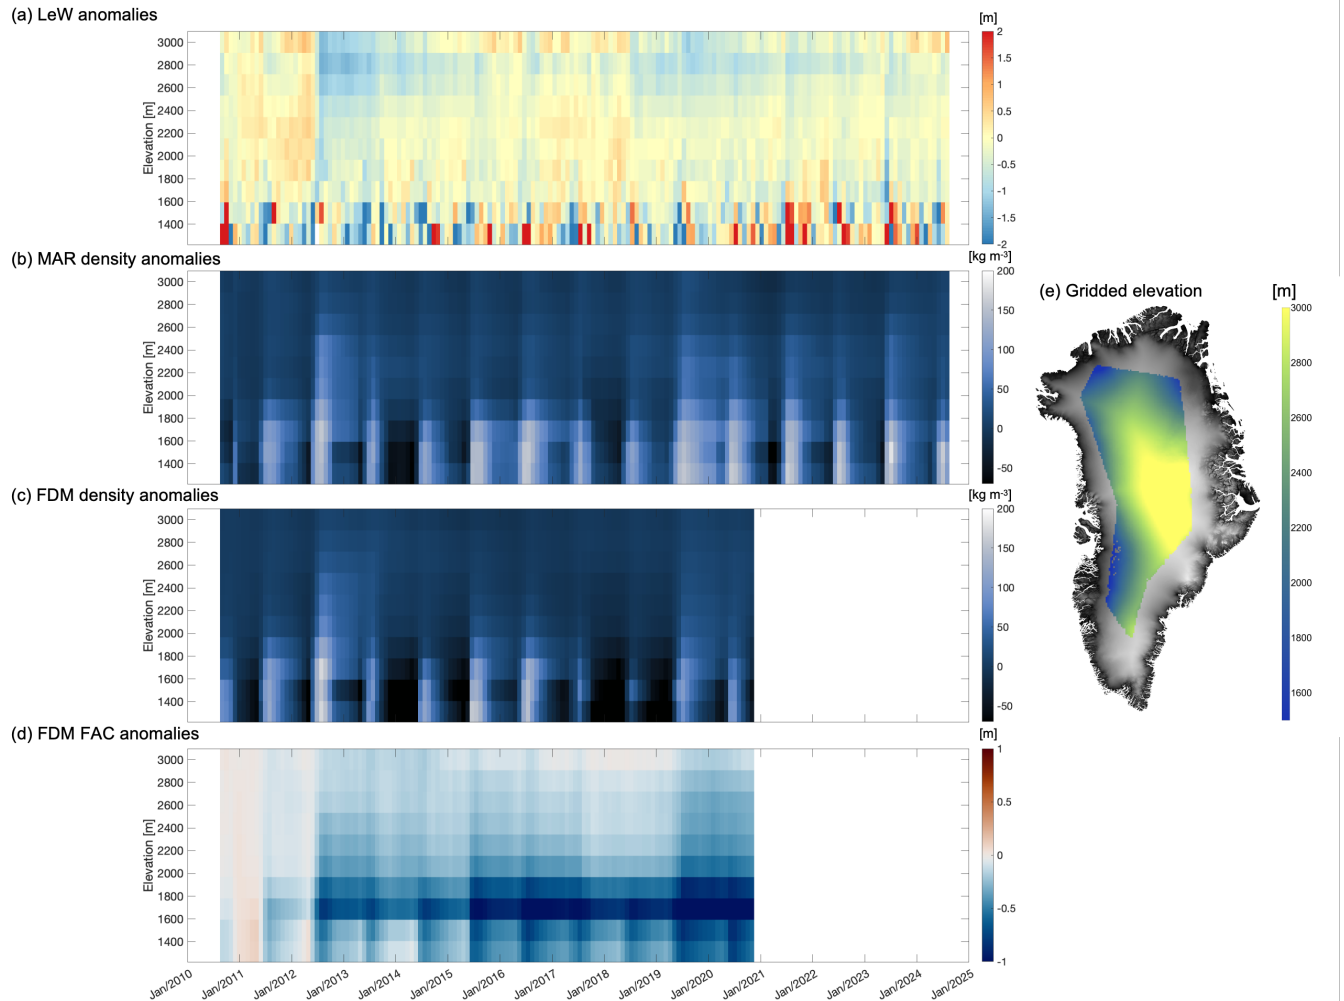 (a) LeW anomalies
[m]
Elevation [m]
3000
2800
2600
2400
2200
2000
1800
1600
1400
2
1.5
1
0.5
0
-0.5
-1
-1.5
-2
(b) MAR density anomalies
[kg m-3]
Elevation [m]
3000
2800
2600
2400
2200
2000
1800
1600
1400
200
150
100
50
0
-50
(c) FDM density anomalies
[kg m-3]
Elevation [m]
3000
2800
2600
2400
2200
2000
1800
1600
1400
200
150
100
50
0
-50
(d) FDM FAC anomalies
[m]
Elevation [m]
3000
2800
2600
2400
2200
2000
1800
1600
1400
1
0.5
0
-0.5
-1
Jan/2010
Jan/2011
Jan/2012
Jan/2013
Jan/2014
Jan/2015
Jan/2016
Jan/2017
Jan/2018
Jan/2019
Jan/2020
Jan/2021
Jan/2022
Jan/2023
Jan/2024
Jan/2025
(e) Gridded elevation
[m]
3000
2800
2600
2400
2200
2000
1800
1600